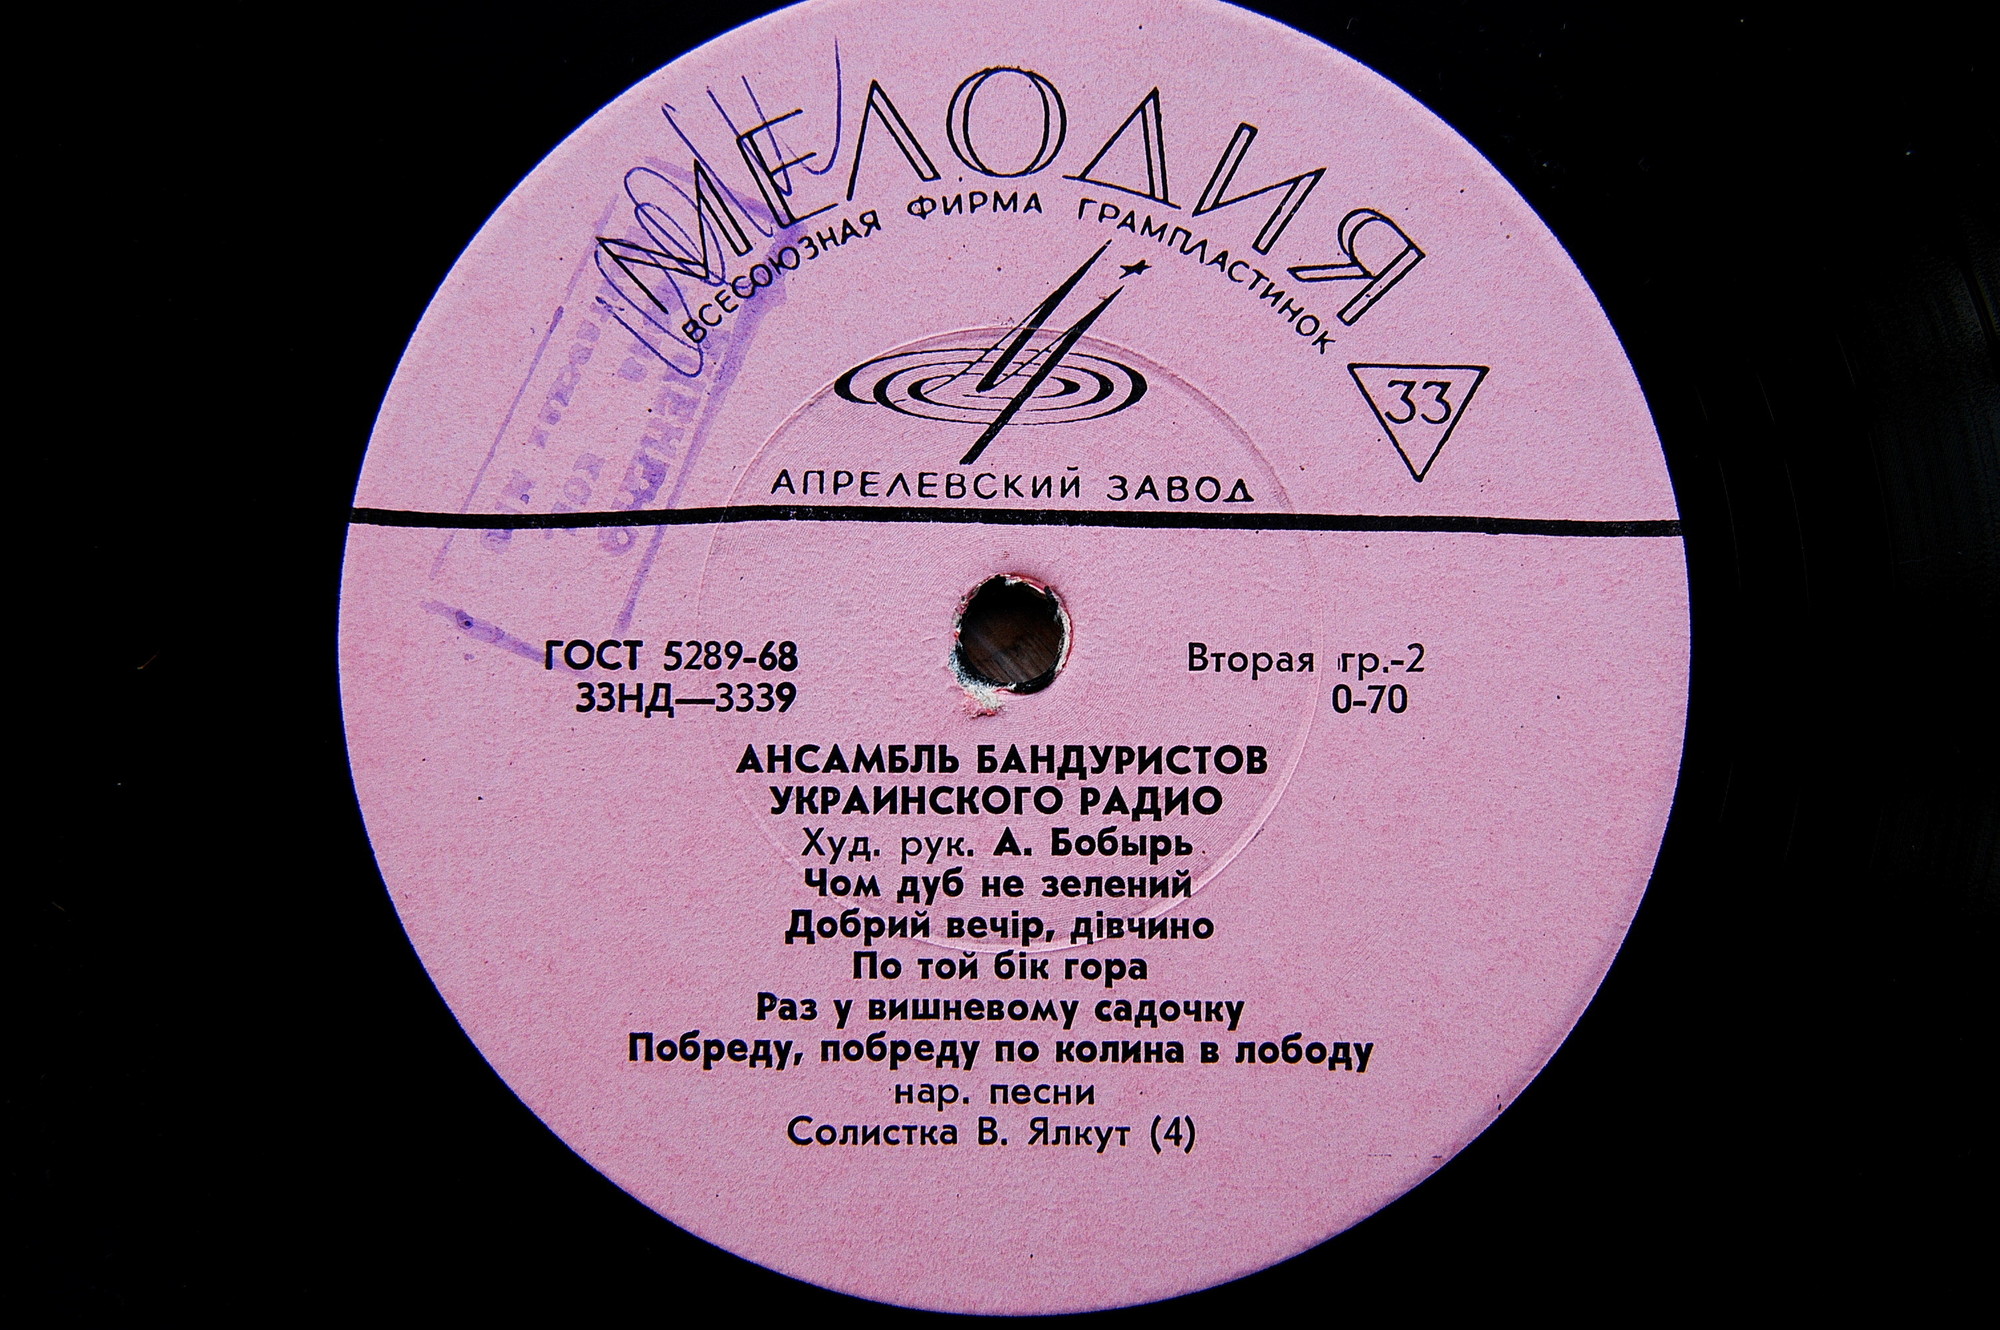 МЕЛОДИЯ
ВСЕСОЮЗНАЯ ФИРМА ГРАМПЛАСТИНОК
33
АПРЕЛЕВСКИЙ ЗАВОД
ГОСТ 5289-68
33НД—3339
Вторая гр.-2
0-70
АНСАМБЛЬ БАНДУРИСТОВ
УКРАИНСКОГО РАДИО
Худ. рук. А. Бобырь
Чом дуб не зелений
Добрий вечір, дівчино
По той бік гора
Раз у вишневому садочку
Побреду, побреду по колина в лободу
нар. песни
Солистка В. Ялкут (4)